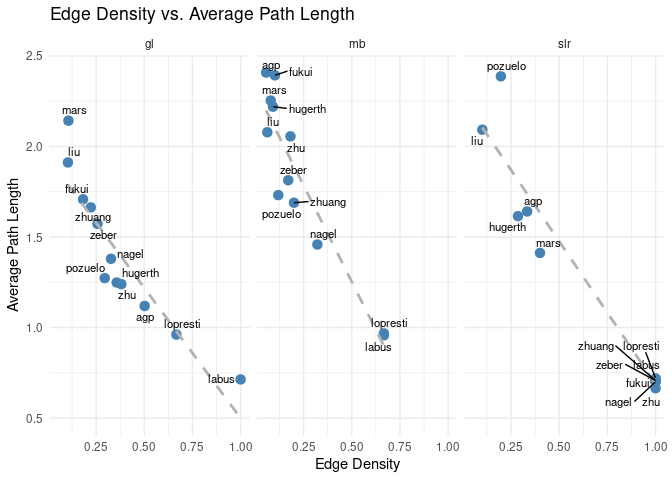 Edge Density vs. Average Path Length
gl
mb
slr
Average Path Length
2.5
2.0
1.5
1.0
0.5
mars
liu
fukui
zhuang
zeber
nagel
pozuelo
hugerth
zhu
agp
lopresti
labus
agp
fukui
mars
hugerth
liu
zhu
zeber
zhuang
pozuelo
nagel
lopresti
labus
pozuelo
liu
agp
hugerth
mars
zhuang
lopresti
zeber
labus
fukui
nagel
zhu
0.25 0.50 0.75 1.00
0.25 0.50 0.75 1.00
0.25 0.50 0.75 1.00
Edge Density